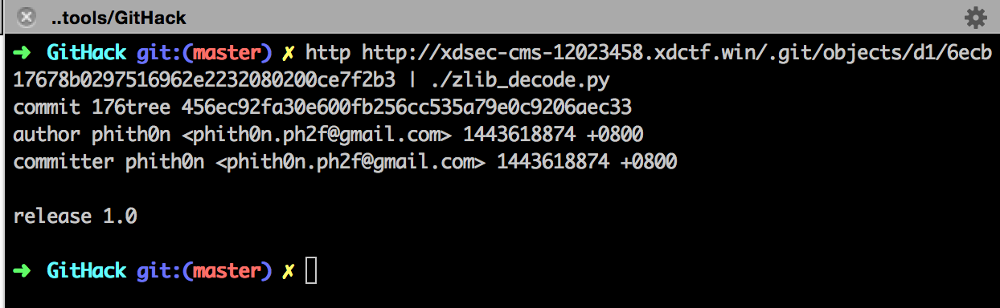 ..tools/GitHack
➜ GitHack git:(master) ✗ http http://xdsec-cms-12023458.xdctf.win/.git/objects/d1/6ecb
17678b0297516962e2232080200ce7f2b3 | ./zlib_decode.py
commit 176tree 456ec92fa30e600fb256cc535a79e0c9206aec33
author phith0n <phith0n.ph2f@gmail.com> 1443618874 +0800
committer phith0n <phith0n.ph2f@gmail.com> 1443618874 +0800
release 1.0
➜ GitHack git:(master) ✗